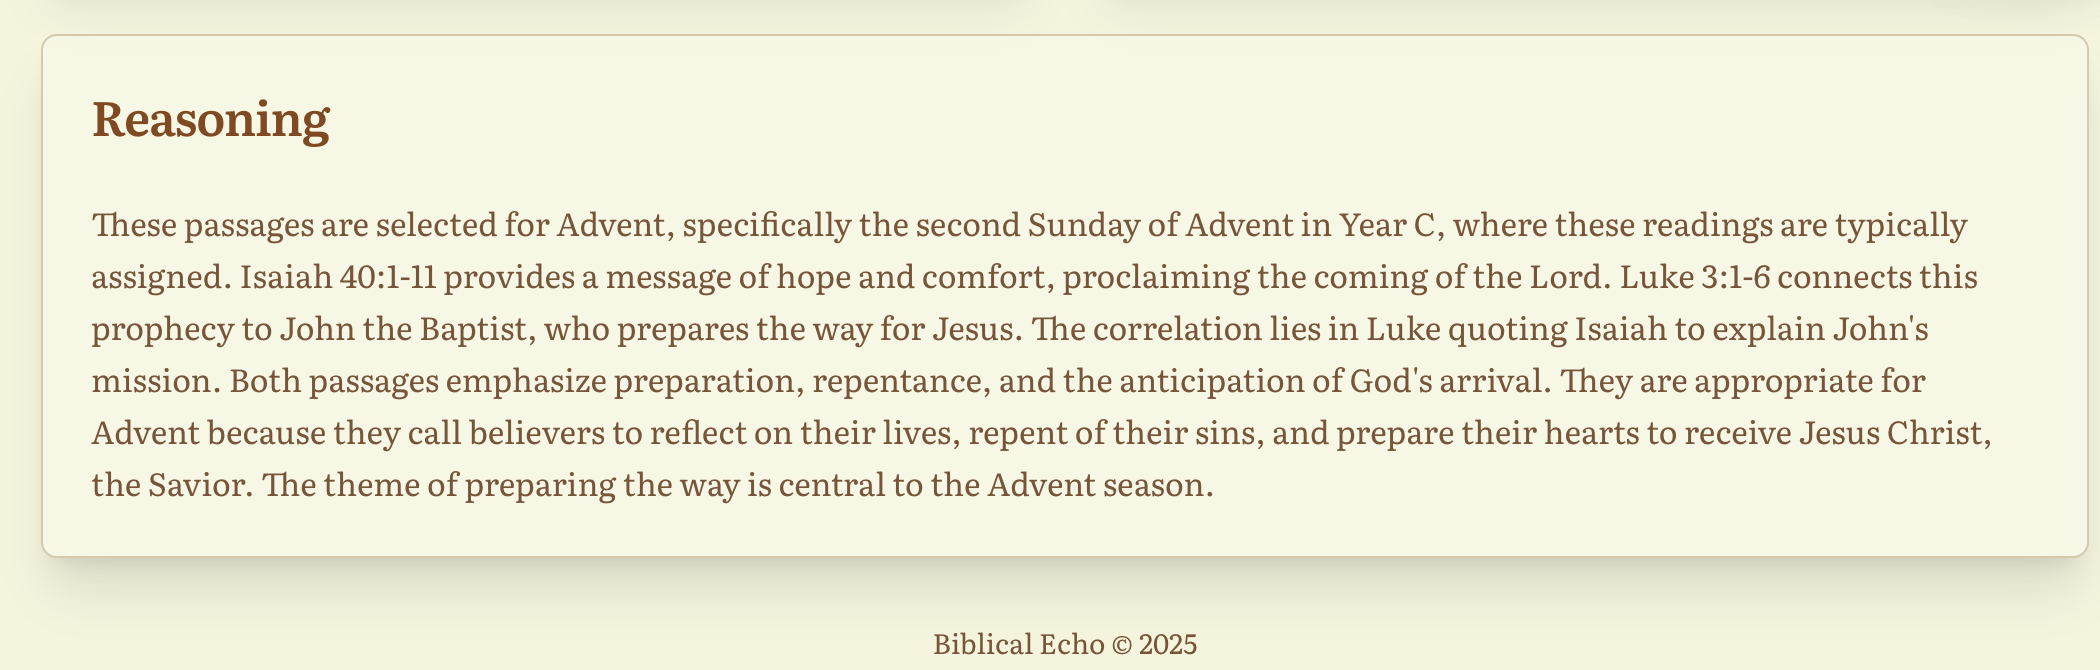 Reasoning
These passages are selected for Advent, specifically the second Sunday of Advent in Year C, where these readings are typically
assigned. Isaiah 40:1-11 provides a message of hope and comfort, proclaiming the coming of the Lord. Luke 3:1-6 connects this
prophecy to John the Baptist, who prepares the way for Jesus. The correlation lies in Luke quoting Isaiah to explain John's
mission. Both passages emphasize preparation, repentance, and the anticipation of God's arrival. They are appropriate for
Advent because they call believers to reflect on their lives, repent of their sins, and prepare their hearts to receive Jesus Christ,
the Savior. The theme of preparing the way is central to the Advent season.
Biblical Echo © 2025